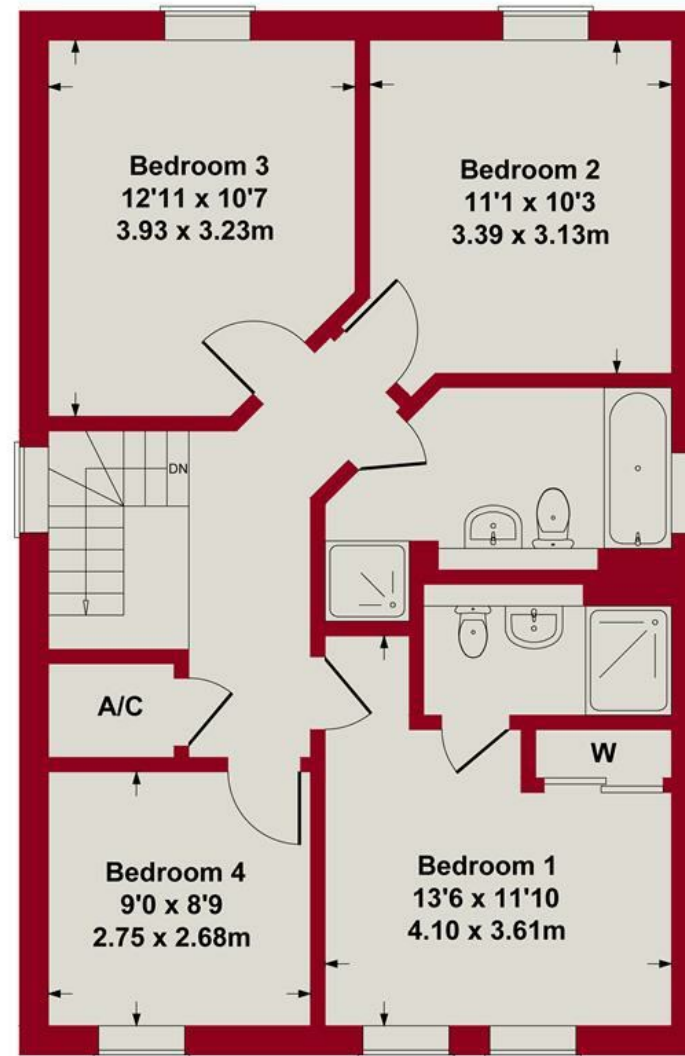 Bedroom 3
12'11 x 10'7
3.93 x 3.23m
Bedroom 2
11'1 x 10'3
3.39 x 3.13m
DN
A/C
W
Bedroom 4
9'0 x 8'9
2.75 x 2.68m
Bedroom 1
13'6 x 11'10
4.10 x 3.61m